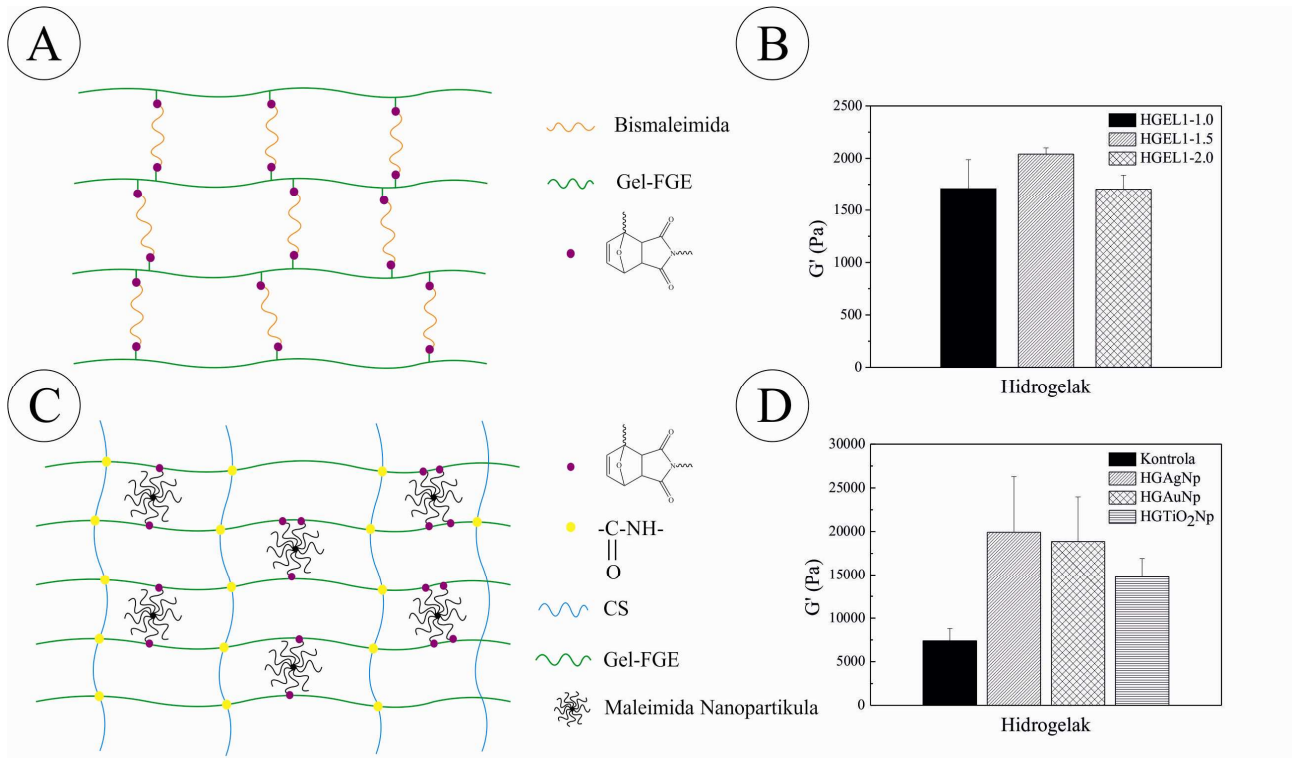 A
Bismaleimida
Gel-FGE
O
O
N
O
B
2500
2000
1500
1000
500
0
G' (Pa)
HGEL1-1.0
HGEL1-1.5
HGEL1-2.0
Hidrogelak
C
O
O
N
O
-C-NH-
O
CS
Gel-FGE
Maleimida Nanopartikula
D
30000
25000
20000
15000
10000
5000
0
G' (Pa)
Kontrola
HGAgNp
HGAuNp
HGTiO2Np
Hidrogelak